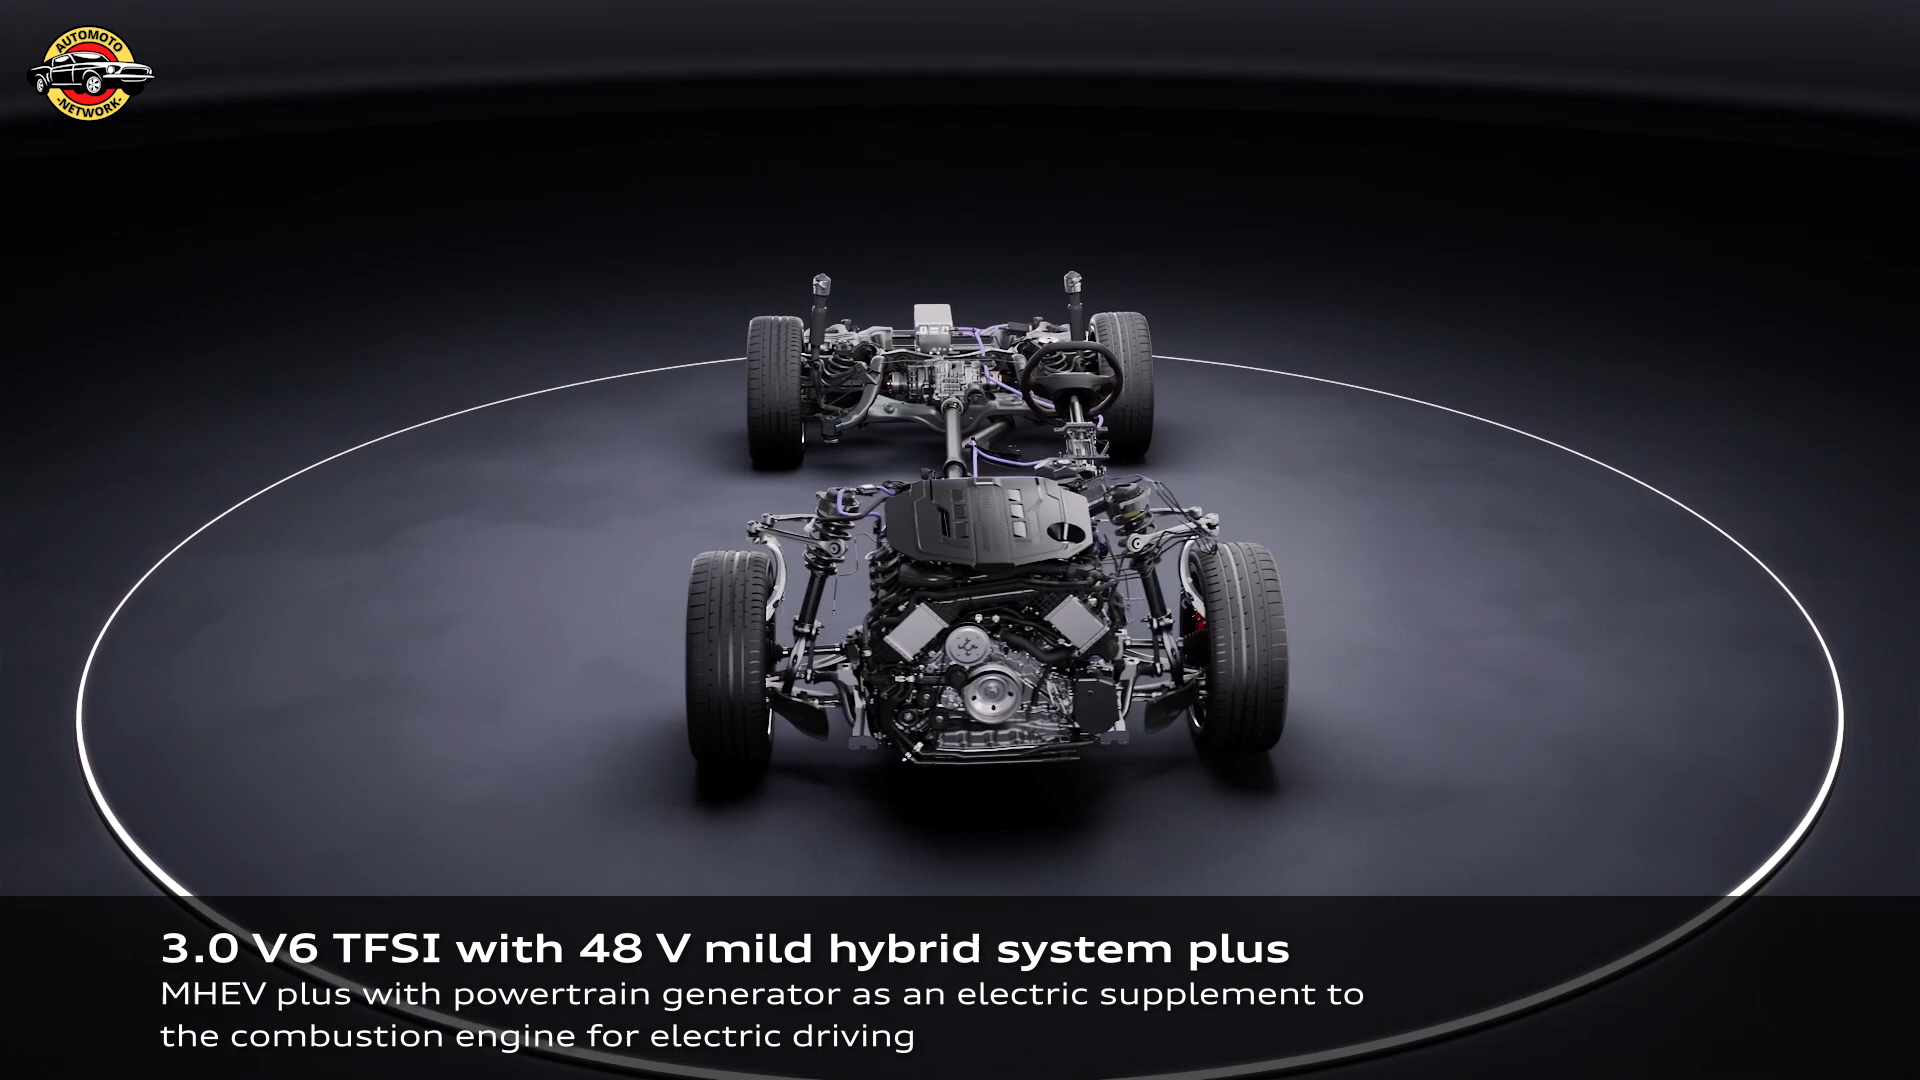 AUTOMOTO
-NETWORK-
3.0 V6 TFSI with 48 V mild hybrid system plus
MHEV plus with powertrain generator as an electric supplement to
the combustion engine for electric driving